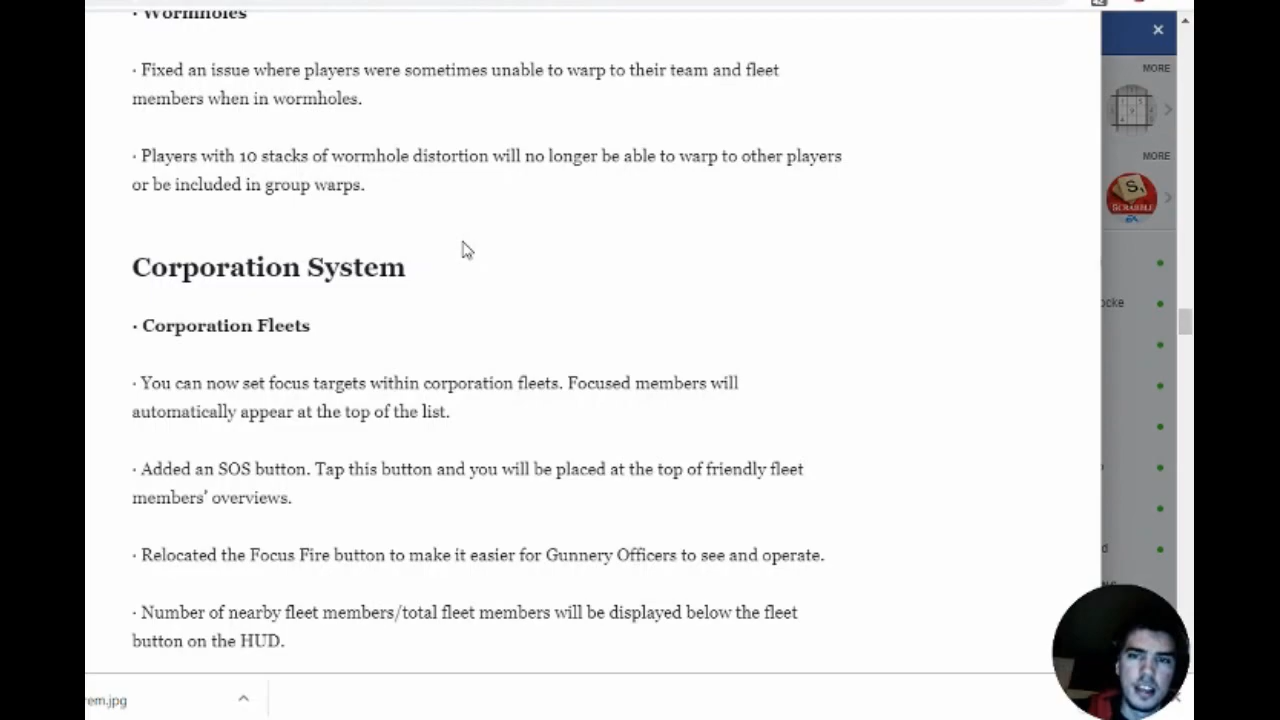 · Wormholes
MORE
· Fixed an issue where players were sometimes unable to warp to their team and fleet
members when in wormholes.
MORE
· Players with 10 stacks of wormhole distortion will no longer be able to warp to other players
or be included in group warps.
S
SCRABBLE
EA
Corporation System
ocke
· Corporation Fleets
· You can now set focus targets within corporation fleets. Focused members will
automatically appear at the top of the list.
· Added an SOS button. Tap this button and you will be placed at the top of friendly fleet
members' overviews.
· Relocated the Focus Fire button to make it easier for Gunnery Officers to see and operate.
d
· Number of nearby fleet members/total fleet members will be displayed below the fleet
button on the HUD.
rem.jpg